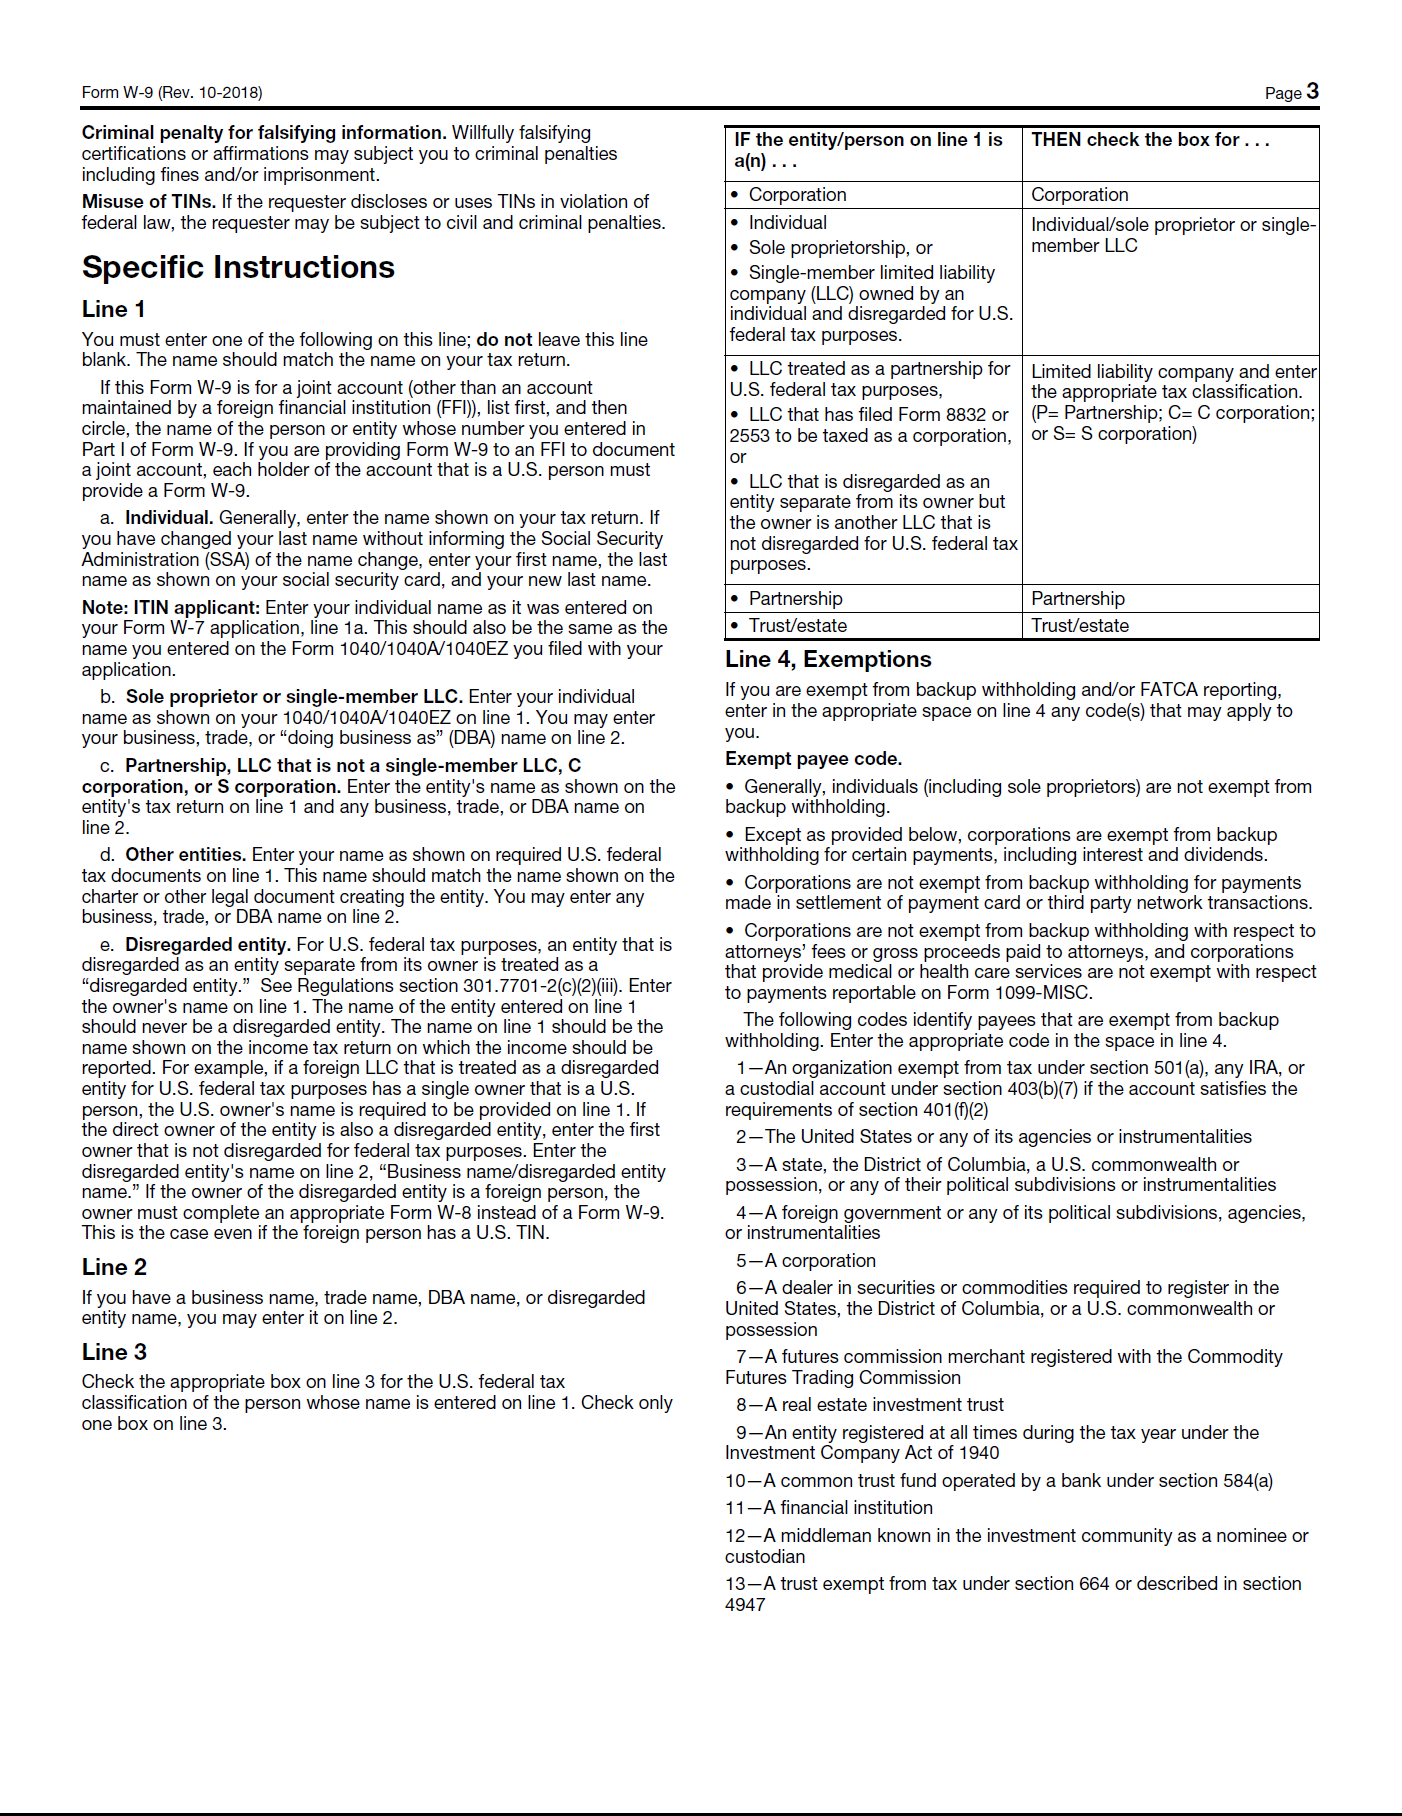 Form W-9 (Rev. 10-2018)
Page 3
Criminal penalty for falsifying information. Willfully falsifying
certifications or affirmations may subject you to criminal penalties
including fines and/or imprisonment.
Misuse of TINs. If the requester discloses or uses TINs in violation of
federal law, the requester may be subject to civil and criminal penalties.
Specific Instructions
Line 1
You must enter one of the following on this line; do not leave this line
blank. The name should match the name on your tax return.
If this Form W-9 is for a joint account (other than an account
maintained by a foreign financial institution (FFI)), list first, and then
circle, the name of the person or entity whose number you entered in
Part I of Form W-9. If you are providing Form W-9 to an FFI to document
a joint account, each holder of the account that is a U.S. person must
provide a Form W-9.
a. Individual. Generally, enter the name shown on your tax return. If
you have changed your last name without informing the Social Security
Administration (SSA) of the name change, enter your first name, the last
name as shown on your social security card, and your new last name.
Note: ITIN applicant: Enter your individual name as it was entered on
your Form W-7 application, line 1a. This should also be the same as the
name you entered on the Form 1040/1040A/1040EZ you filed with your
application.
b. Sole proprietor or single-member LLC. Enter your individual
name as shown on your 1040/1040A/1040EZ on line 1. You may enter
your business, trade, or “doing business as” (DBA) name on line 2.
c. Partnership, LLC that is not a single-member LLC, C
corporation, or S corporation. Enter the entity's name as shown on the
entity's tax return on line 1 and any business, trade, or DBA name on
line 2.
d. Other entities. Enter your name as shown on required U.S. federal
tax documents on line 1. This name should match the name shown on the
charter or other legal document creating the entity. You may enter any
business, trade, or DBA name on line 2.
e. Disregarded entity. For U.S. federal tax purposes, an entity that is
disregarded as an entity separate from its owner is treated as a
“disregarded entity.” See Regulations section 301.7701-2(c)(2)(iii). Enter
the owner's name on line 1. The name of the entity entered on line 1
should never be a disregarded entity. The name on line 1 should be the
name shown on the income tax return on which the income should be
reported. For example, if a foreign LLC that is treated as a disregarded
entity for U.S. federal tax purposes has a single owner that is a U.S.
person, the U.S. owner's name is required to be provided on line 1. If
the direct owner of the entity is also a disregarded entity, enter the first
owner that is not disregarded for federal tax purposes. Enter the
disregarded entity's name on line 2, “Business name/disregarded entity
name.” If the owner of the disregarded entity is a foreign person, the
owner must complete an appropriate Form W-8 instead of a Form W-9.
This is the case even if the foreign person has a U.S. TIN.
Line 2
If you have a business name, trade name, DBA name, or disregarded
entity name, you may enter it on line 2.
Line 3
Check the appropriate box on line 3 for the U.S. federal tax
classification of the person whose name is entered on line 1. Check only
one box on line 3.
IF the entity/person on line 1 is
a(n) . . .
THEN check the box for . . .
• Corporation
Corporation
• Individual
• Sole proprietorship, or
• Single-member limited liability
company (LLC) owned by an
individual and disregarded for U.S.
federal tax purposes.
Individual/sole proprietor or single-
member LLC
• LLC treated as a partnership for
U.S. federal tax purposes,
• LLC that has filed Form 8832 or
2553 to be taxed as a corporation,
or
• LLC that is disregarded as an
entity separate from its owner but
the owner is another LLC that is
not disregarded for U.S. federal tax
purposes.
Limited liability company and enter
the appropriate tax classification.
(P= Partnership; C= C corporation;
or S= S corporation)
• Partnership
Partnership
• Trust/estate
Trust/estate
Line 4, Exemptions
If you are exempt from backup withholding and/or FATCA reporting,
enter in the appropriate space on line 4 any code(s) that may apply to
you.
Exempt payee code.
• Generally, individuals (including sole proprietors) are not exempt from
backup withholding.
• Except as provided below, corporations are exempt from backup
withholding for certain payments, including interest and dividends.
• Corporations are not exempt from backup withholding for payments
made in settlement of payment card or third party network transactions.
• Corporations are not exempt from backup withholding with respect to
attorneys’ fees or gross proceeds paid to attorneys, and corporations
that provide medical or health care services are not exempt with respect
to payments reportable on Form 1099-MISC.
The following codes identify payees that are exempt from backup
withholding. Enter the appropriate code in the space in line 4.
1—An organization exempt from tax under section 501(a), any IRA, or
a custodial account under section 403(b)(7) if the account satisfies the
requirements of section 401(f)(2)
2—The United States or any of its agencies or instrumentalities
3—A state, the District of Columbia, a U.S. commonwealth or
possession, or any of their political subdivisions or instrumentalities
4—A foreign government or any of its political subdivisions, agencies,
or instrumentalities
5—A corporation
6—A dealer in securities or commodities required to register in the
United States, the District of Columbia, or a U.S. commonwealth or
possession
7—A futures commission merchant registered with the Commodity
Futures Trading Commission
8—A real estate investment trust
9—An entity registered at all times during the tax year under the
Investment Company Act of 1940
10—A common trust fund operated by a bank under section 584(a)
11—A financial institution
12—A middleman known in the investment community as a nominee or
custodian
13—A trust exempt from tax under section 664 or described in section
4947